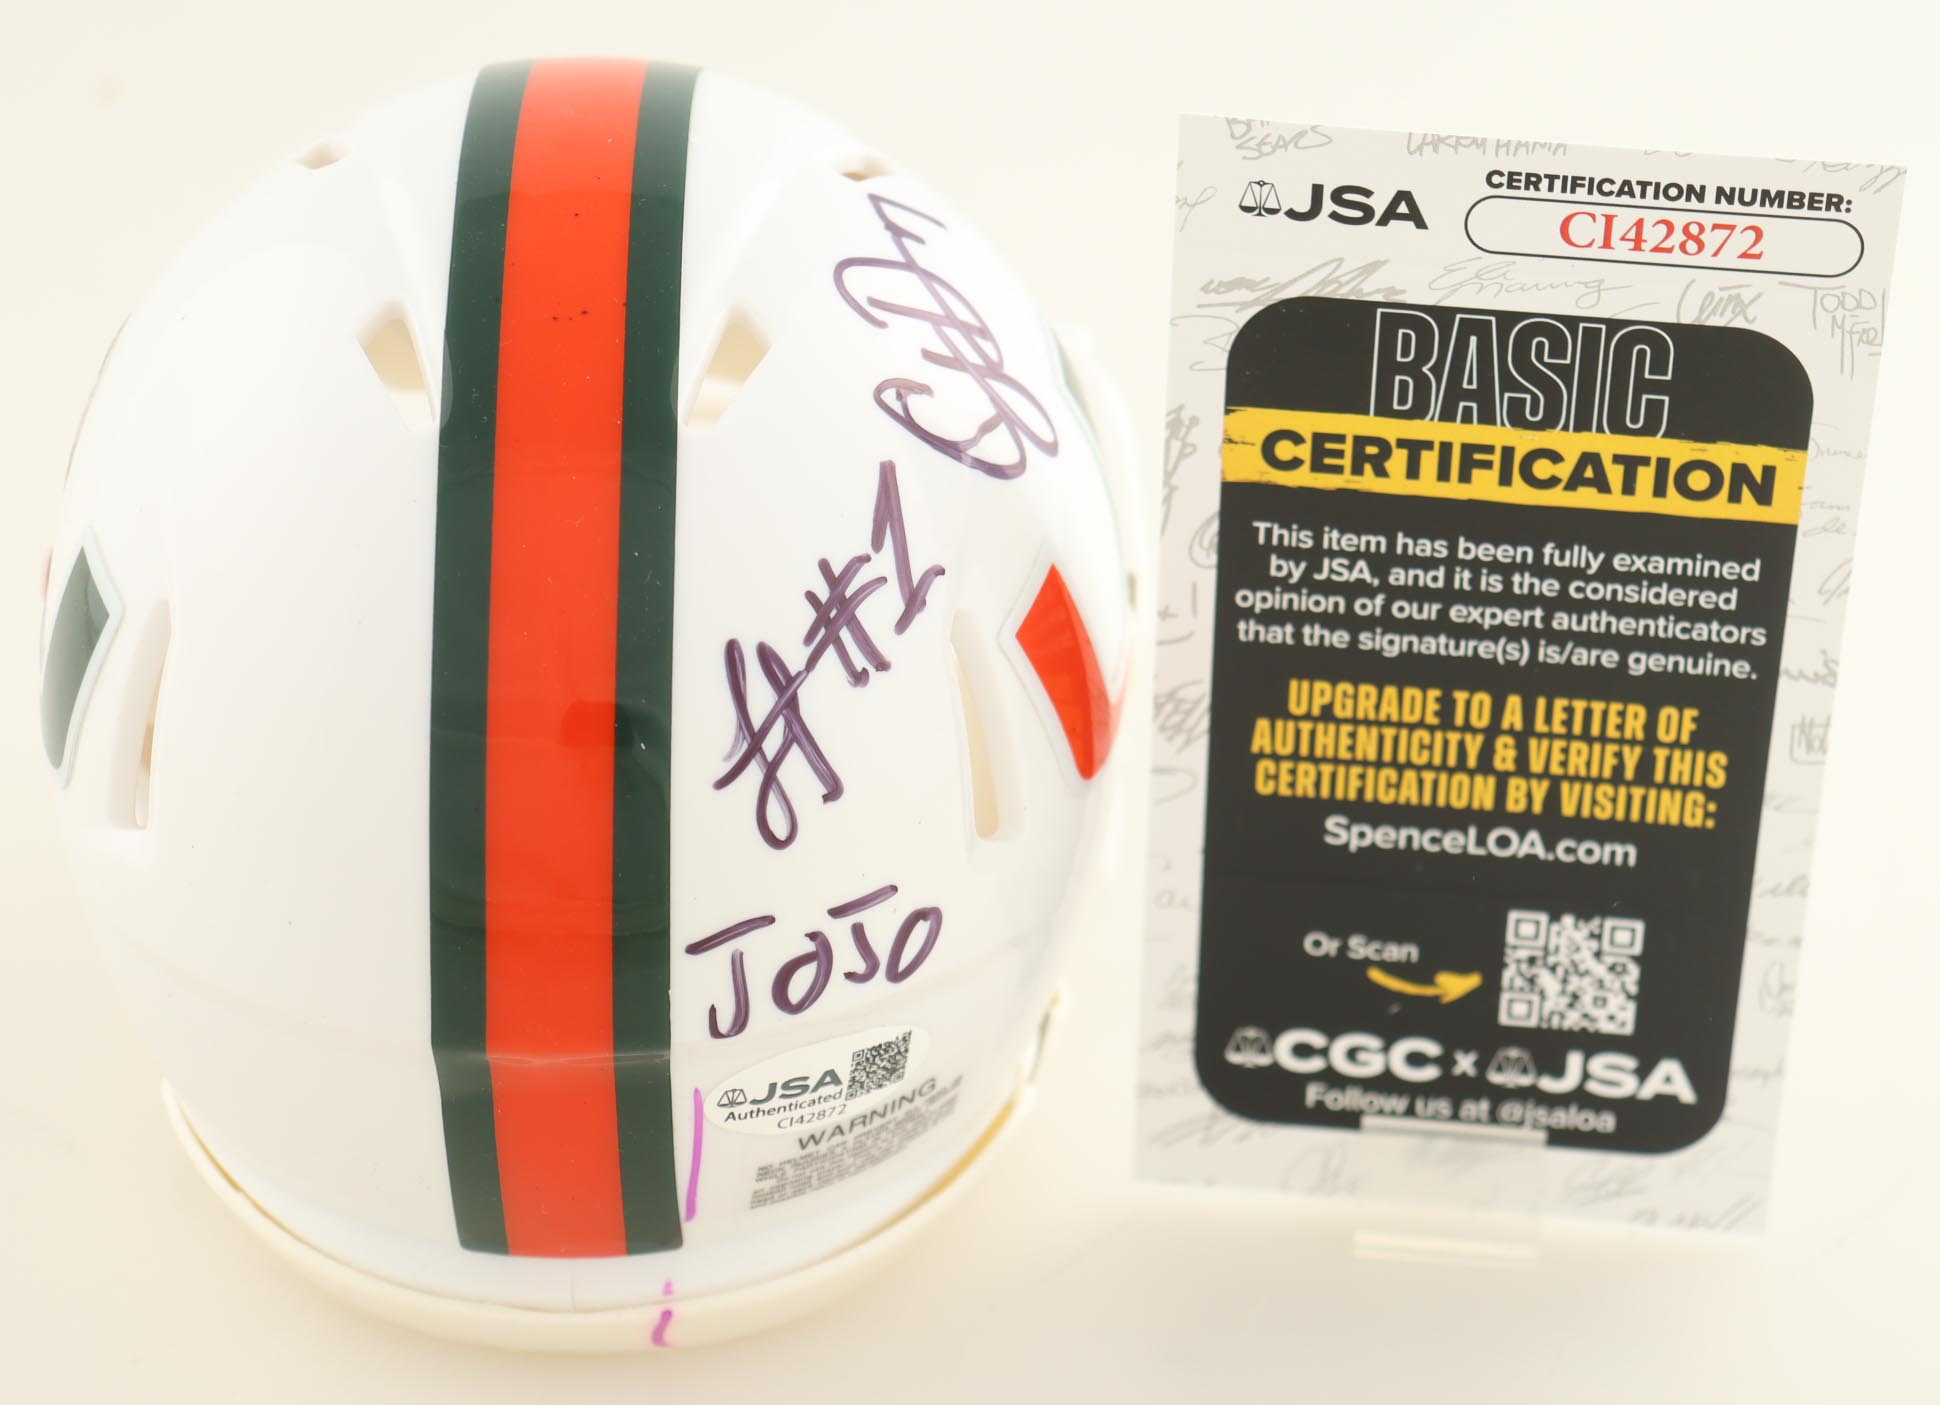 #1
JoJo
JSA
Authenticated
CI42872
WARNING
JSA
CERTIFICATION NUMBER:
CI42872
BASIC
CERTIFICATION
This item has been fully examined
by JSA, and it is the considered
opinion of our expert authenticators
that the signature(s) is/are genuine.
UPGRADE TO A LETTER OF
AUTHENTICITY & VERIFY THIS
CERTIFICATION BY VISITING:
SpenceLOA.com
Or Scan
CGC x JSA
Follow us at @jsaloa